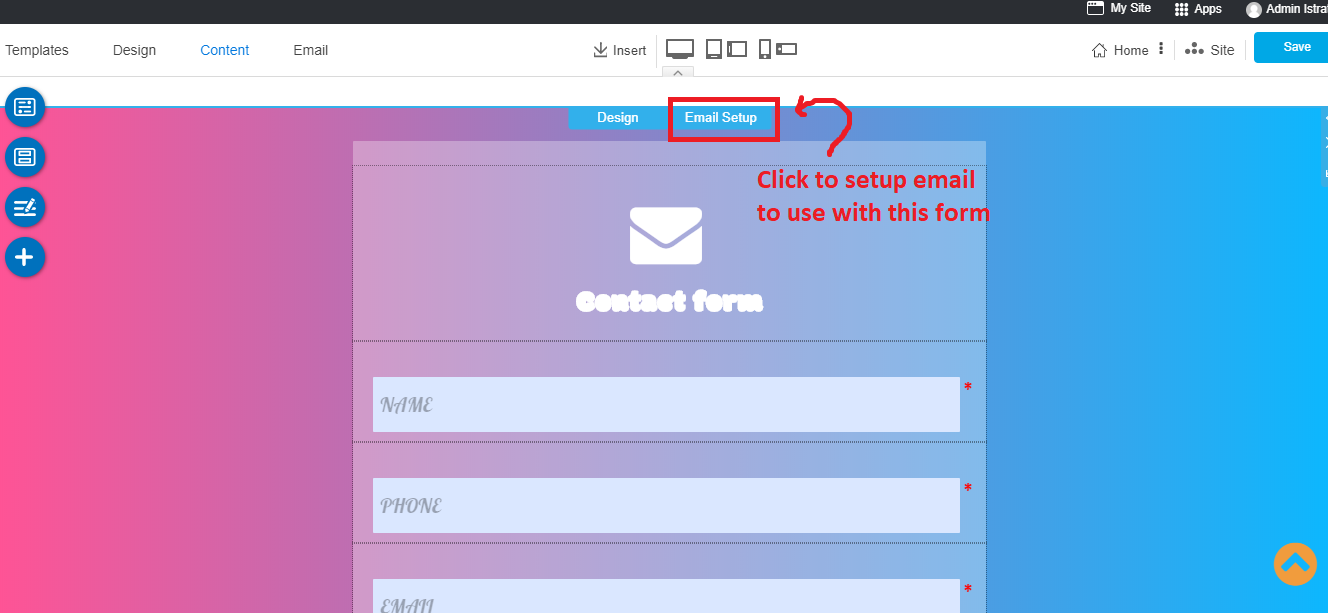 My Site Apps Admin Istrat
Templates Design Content Email Insert Home Site Save
Design Email Setup
Click to setup email
to use with this form
Contact form
NAME *
PHONE *
EMAIL *